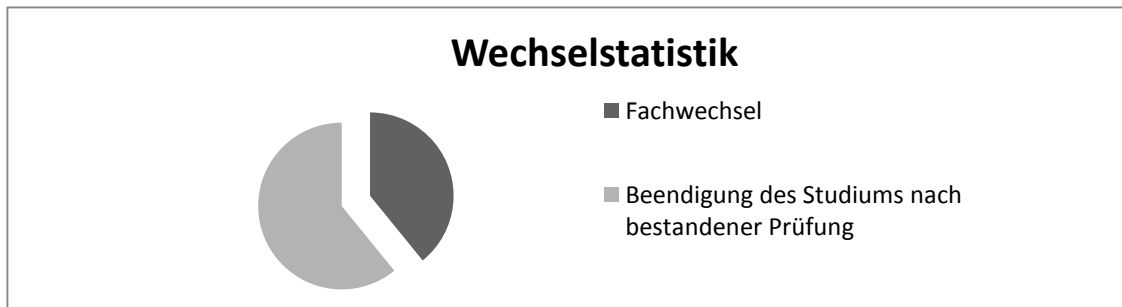 Wechselstatistik
Fachwechsel
Beendigung des Studiums nach
bestandener Prüfung